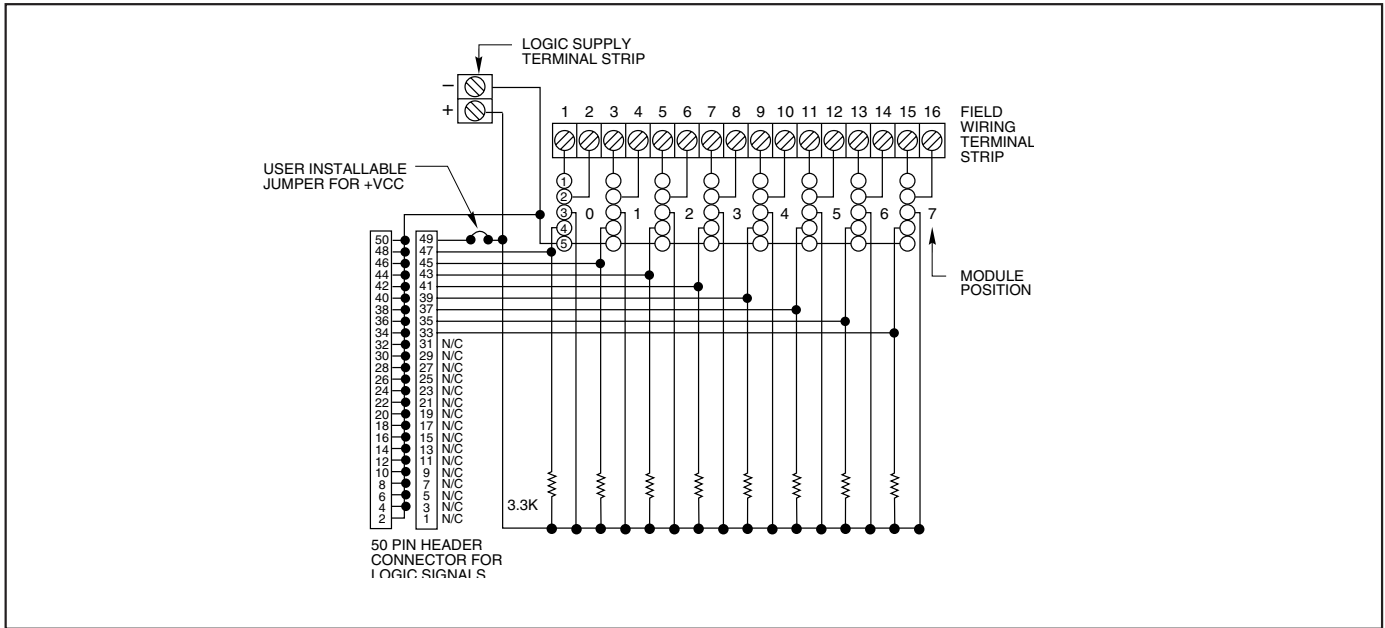 LOGIC SUPPLY
TERMINAL STRIP
−
+
1 2 3 4 5 6 7 8 9 10 11 12 13 14 15 16
FIELD
WIRING
TERMINAL
STRIP
USER INSTALLABLE
JUMPER FOR +VCC
1
2
3
4
5
0 1 2 3 4 5 6 7
MODULE
POSITION
50 49
48 47
46 45
44 43
42 41
40 39
38 37
36 35
34 33
32 31 N/C
30 29 N/C
28 27 N/C
26 25 N/C
24 23 N/C
22 21 N/C
20 19 N/C
18 17 N/C
16 15 N/C
14 13 N/C
12 11 N/C
10 9 N/C
8 7 N/C
6 5 N/C
4 3 N/C
2 1 N/C
3.3K
50 PIN HEADER
CONNECTOR FOR
LOGIC SIGNALS